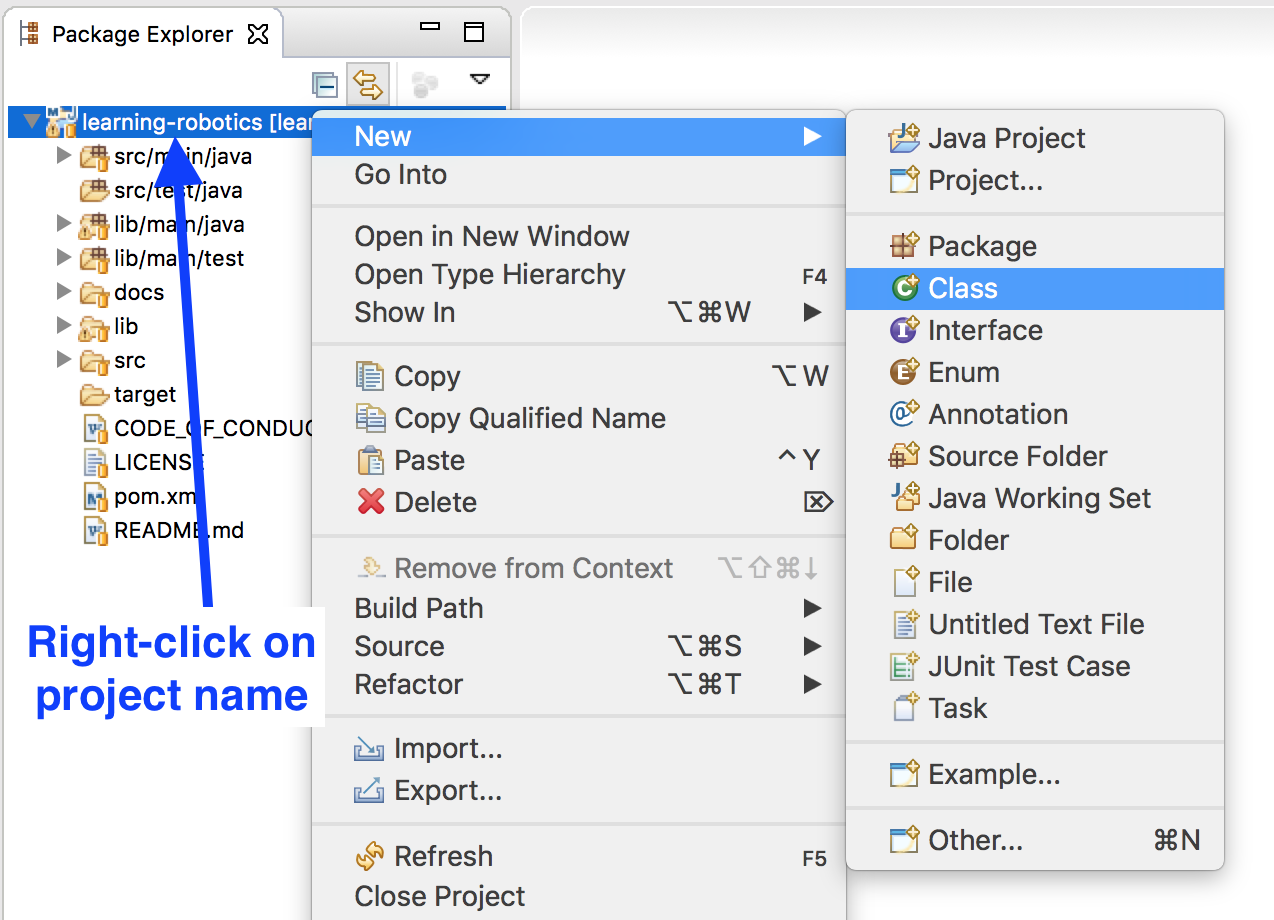 Package Explorer
learning-robotics [lear
src/main/java
src/test/java
lib/main/java
lib/main/test
docs
lib
src
target
CODE_OF_CONDUC
LICENSE
pom.xm
README.md
Right-click on
project name
New
Go Into
Open in New Window
Open Type Hierarchy F4
Show In ⌥⌘W
Copy ⌥W
Copy Qualified Name
Paste ^Y
Delete ⌦
Remove from Context ⌥⇧⌘↓
Build Path
Source ⌥⌘S
Refactor ⌥⌘T
Import...
Export...
Refresh F5
Close Project
Java Project
Project...
Package
Class
Interface
Enum
Annotation
Source Folder
Java Working Set
Folder
File
Untitled Text File
JUnit Test Case
Task
Example...
Other... ⌘N